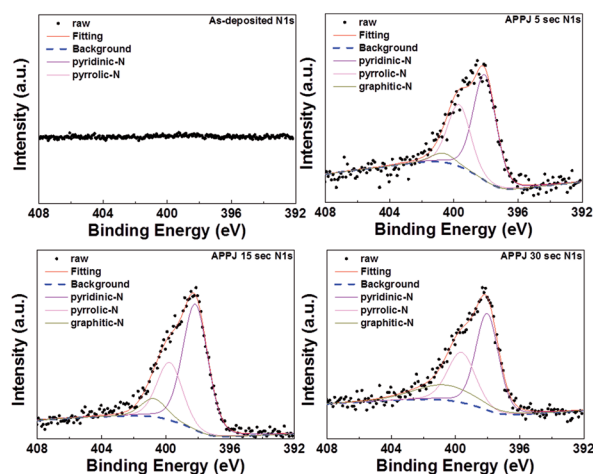 As-deposited N1s
raw
Fitting
Background
pyridinic-N
pyrrolic-N
Intensity (a.u.)
408 404 400 396 392
Binding Energy (eV)
APPJ 5 sec N1s
raw
Fitting
Background
pyridinic-N
pyrrolic-N
graphitic-N
Intensity (a.u.)
408 404 400 396 392
Binding Energy (eV)
APPJ 15 sec N1s
raw
Fitting
Background
pyridinic-N
pyrrolic-N
graphitic-N
Intensity (a.u.)
408 404 400 396 392
Binding Energy (eV)
APPJ 30 sec N1s
raw
Fitting
Background
pyridinic-N
pyrrolic-N
graphitic-N
Intensity (a.u.)
408 404 400 396 392
Binding Energy (eV)